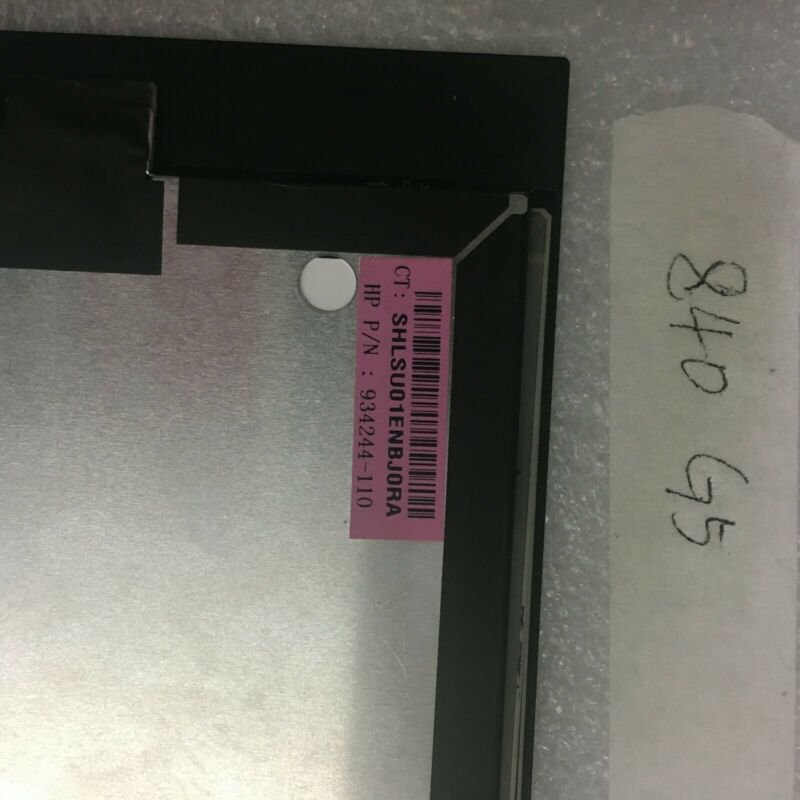 CT: SHLSU01ENBJ0RA
HP P/N : 934244-110
840 G5